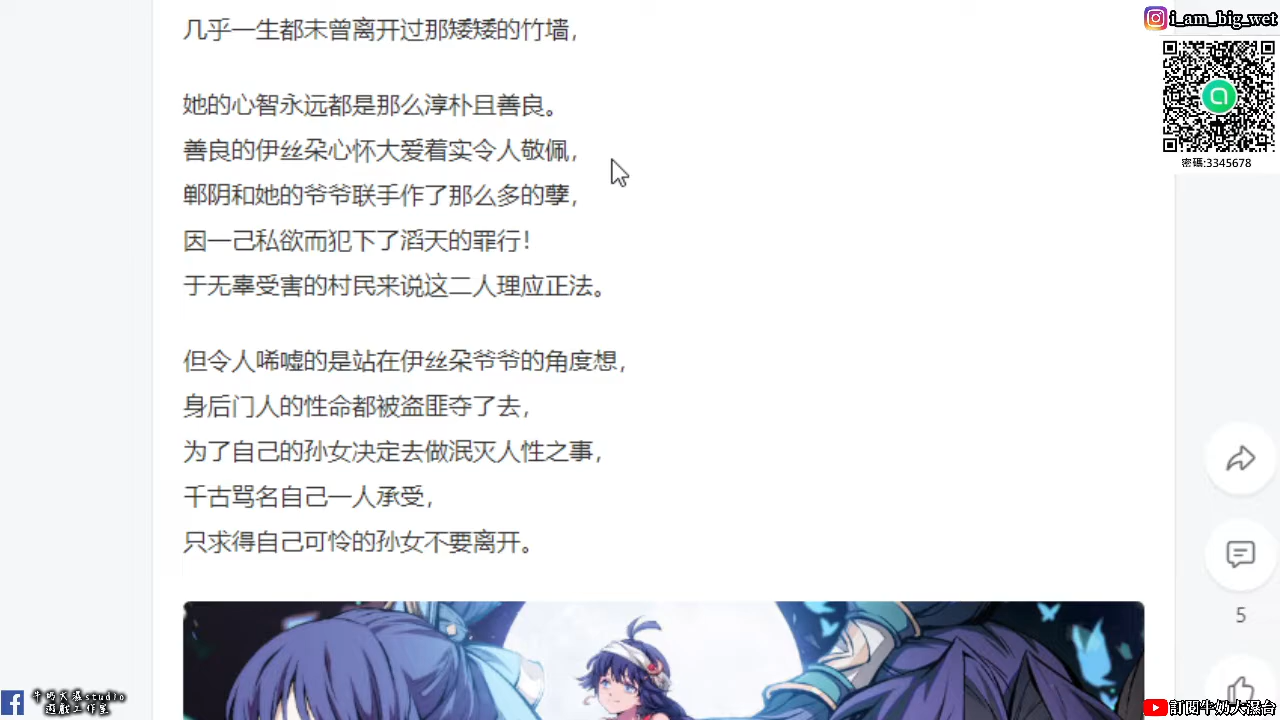 几乎一生都未曾离开过那矮矮的竹墙，
i_am_big_wet
她的心智永远都是那么淳朴且善良。
善良的伊丝朵心怀大爱着实令人敬佩，
密碼:3345678
郸阴和她的爷爷联手作了那么多的孽，
因一己私欲而犯下了滔天的罪行！
于无辜受害的村民来说这二人理应正法。
但令人唏嘘的是站在伊丝朵爷爷的角度想，
身后门人的性命都被盗匪夺了去，
为了自己的孙女决定去做泯灭人性之事，
千古骂名自己一人承受，
只求得自己可怜的孙女不要离开。
5
牛奶大濕studio
遊戲工作室
訂閱牛奶大濕台